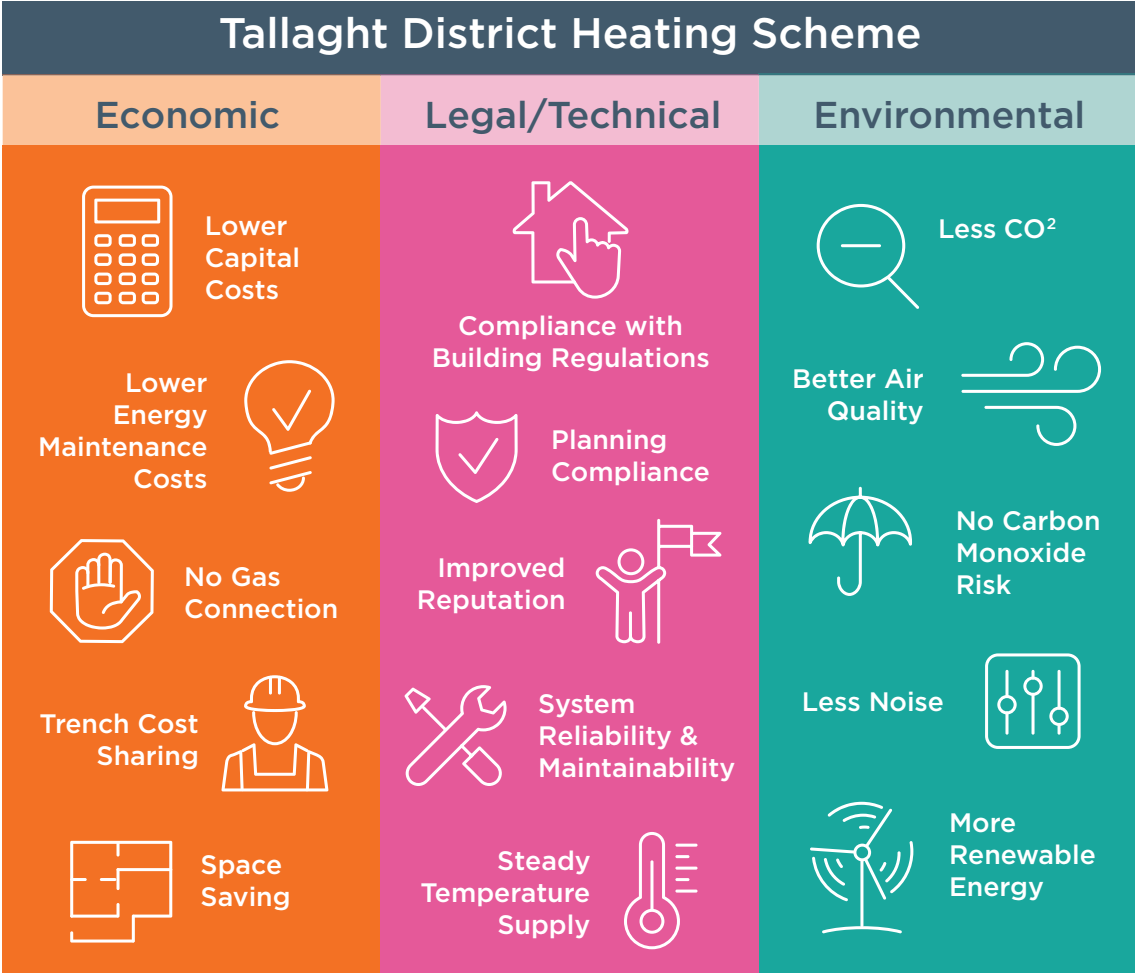 Tallaght District Heating Scheme
Economic
Lower
Capital
Costs
Lower
Energy
Maintenance
Costs
No Gas
Connection
Trench Cost
Sharing
Space
Saving
Legal/Technical
Compliance with
Building Regulations
Planning
Compliance
Improved
Reputation
System
Reliability &
Maintainability
Steady
Temperature
Supply
Environmental
Less CO²
Better Air
Quality
No Carbon
Monoxide
Risk
Less Noise
More
Renewable
Energy